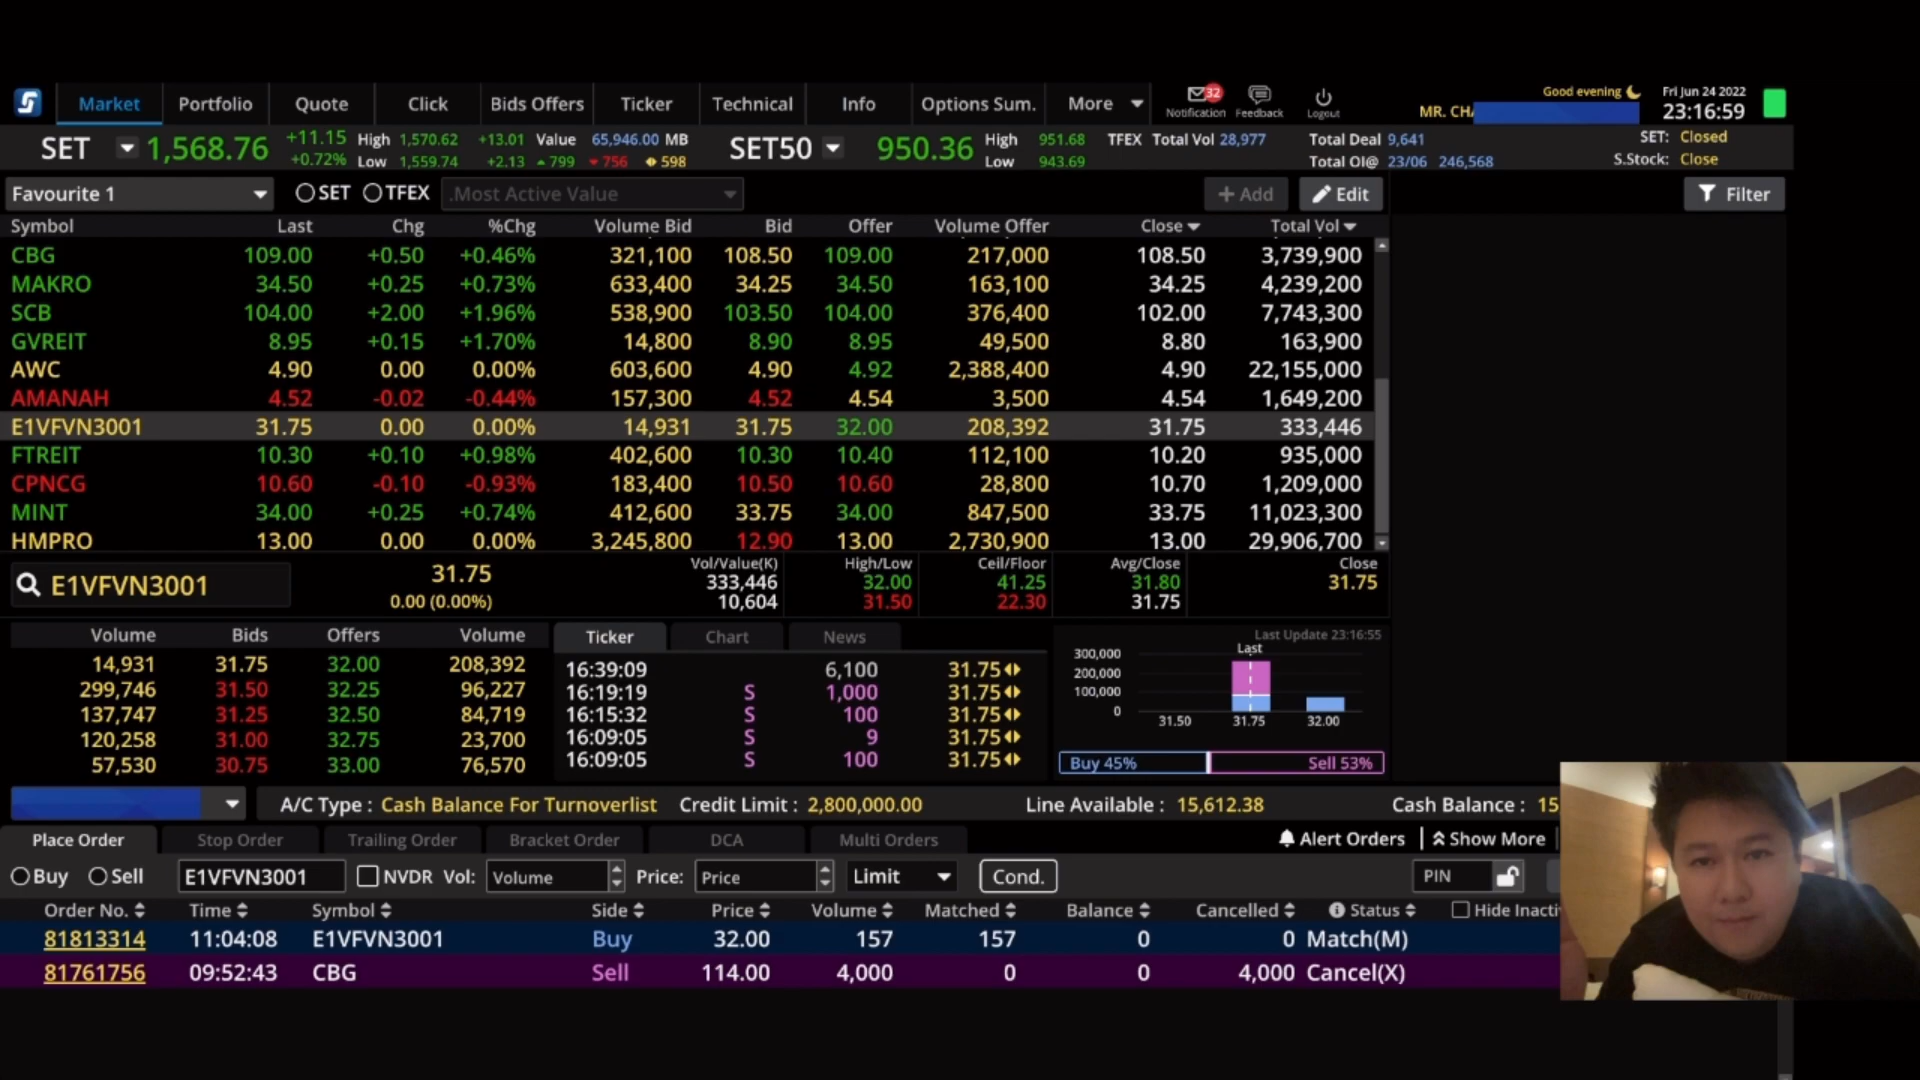 Market Portfolio Quote Click Bids Offers Ticker Technical Info Options Sum. More 32 Notification Feedback Logout Good evening MR. CHA Fri Jun 24 2022 23:16:59
SET 1,568.76 +11.15 +0.72% High 1,570.62 +13.01 Value 65,946.00 MB SET50 950.36 High 951.68 TFEX Total Vol 28,977 Total Deal 9,641 SET: Closed
Low 1,559.74 +2.13 799 756 598 Low 943.69 Total OI@ 23/06 246,568 S.Stock: Close
Favourite 1 SET TFEX .Most Active Value + Add Edit Filter
Symbol Last Chg %Chg Volume Bid Bid Offer Volume Offer Close Total Vol
CBG 109.00 +0.50 +0.46% 321,100 108.50 109.00 217,000 108.50 3,739,900
MAKRO 34.50 +0.25 +0.73% 633,400 34.25 34.50 163,100 34.25 4,239,200
SCB 104.00 +2.00 +1.96% 538,900 103.50 104.00 376,400 102.00 7,743,300
GVREIT 8.95 +0.15 +1.70% 14,800 8.90 8.95 49,500 8.80 163,900
AWC 4.90 0.00 0.00% 603,600 4.90 4.92 2,388,400 4.90 22,155,000
AMANAH 4.52 -0.02 -0.44% 157,300 4.52 4.54 3,500 4.54 1,649,200
E1VFVN3001 31.75 0.00 0.00% 14,931 31.75 32.00 208,392 31.75 333,446
FTREIT 10.30 +0.10 +0.98% 402,600 10.30 10.40 112,100 10.20 935,000
CPNCG 10.60 -0.10 -0.93% 183,400 10.50 10.60 28,800 10.70 1,209,000
MINT 34.00 +0.25 +0.74% 412,600 33.75 34.00 847,500 33.75 11,023,300
HMPRO 13.00 0.00 0.00% 3,245,800 12.90 13.00 2,730,900 13.00 29,906,700
E1VFVN3001 31.75 0.00 (0.00%)
Vol/Value(K) High/Low Ceil/Floor Avg/Close Close
333,446 32.00 41.25 31.80 31.75
10,604 31.50 22.30 31.75
Volume Bids Offers Volume
14,931 31.75 32.00 208,392
299,746 31.50 32.25 96,227
137,747 31.25 32.50 84,719
120,258 31.00 32.75 23,700
57,530 30.75 33.00 76,570
Ticker Chart News
16:39:09 6,100 31.75
16:19:19 S 1,000 31.75
16:15:32 S 100 31.75
16:09:05 S 9 31.75
16:09:05 S 100 31.75
Last Update 23:16:55
Last
300,000
200,000
100,000
0
31.50 31.75 32.00
Buy 45% Sell 53%
A/C Type : Cash Balance For Turnoverlist Credit Limit : 2,800,000.00 Line Available : 15,612.38 Cash Balance : 15
Place Order Stop Order Trailing Order Bracket Order DCA Multi Orders Alert Orders Show More
Buy Sell E1VFVN3001 NVDR Vol: Volume Price: Price Limit Cond. PIN
Order No. Time Symbol Side Price Volume Matched Balance Cancelled Status Hide Inacti
81813314 11:04:08 E1VFVN3001 Buy 32.00 157 157 0 0 Match(M)
81761756 09:52:43 CBG Sell 114.00 4,000 0 0 4,000 Cancel(X)